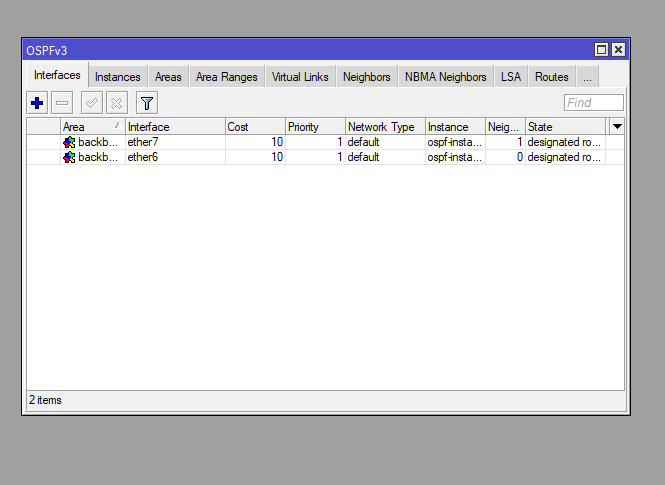 OSPFv3
Interfaces Instances Areas Area Ranges Virtual Links Neighbors NBMA Neighbors LSA Routes ...
Find
Area Interface Cost Priority Network Type Instance Neig... State
backb... ether7 10 1 default ospf-insta... 1 designated ro...
backb... ether6 10 1 default ospf-insta... 0 designated ro...
2 items